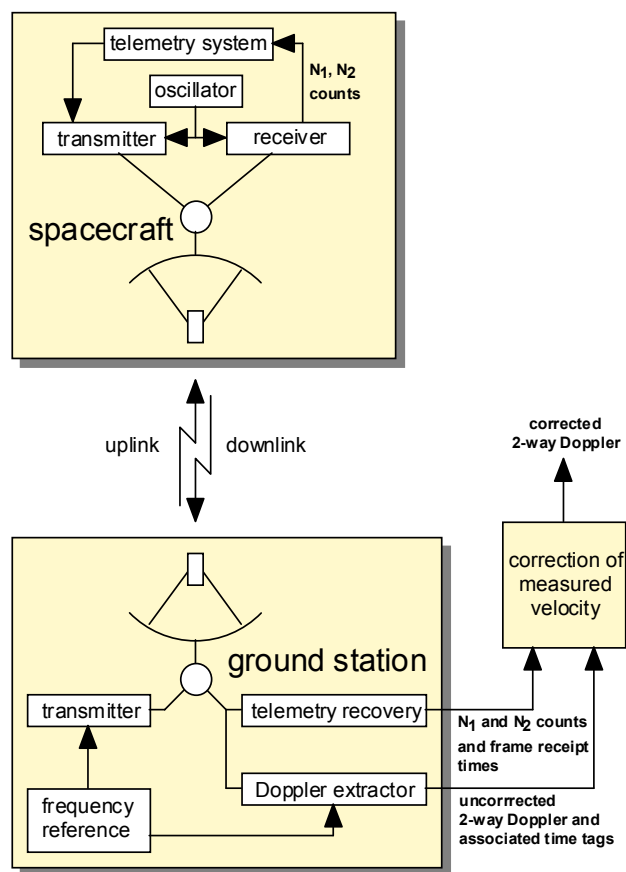 telemetry system
N1, N2
counts
oscillator
transmitter
receiver
spacecraft
uplink
downlink
corrected
2-way Doppler
correction of
measured
velocity
ground station
transmitter
telemetry recovery
N1 and N2 counts
and frame receipt
times
frequency
reference
Doppler extractor
uncorrrected
2-way Doppler and
associated time tags